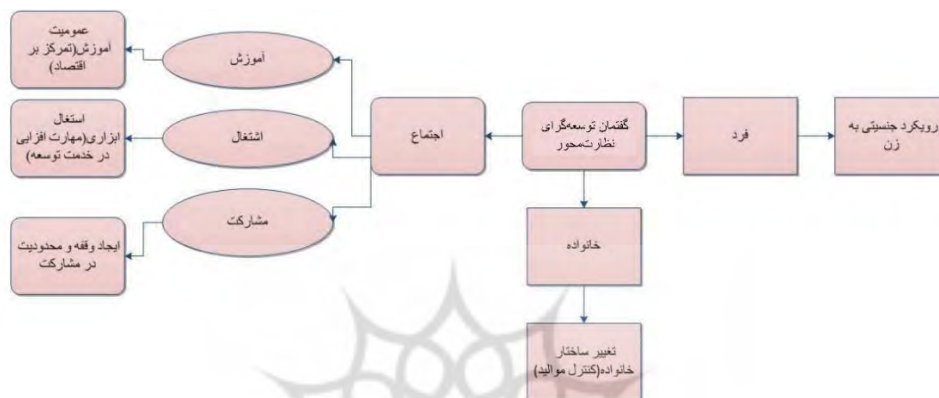 رویکرد جنسیتی به
زن
فرد
گفتمان توسعه‌گرای
نظارت‌محور
خانواده
تغییر ساختار
خانواده(کنترل موالید)
اجتماع
آموزش
عمومیت
آموزش(تمرکز بر
اقتصاد)
اشتغال
استغال
ابزاری(مهارت افزایی
در خدمت توسعه)
مشارکت
ایجاد وقفه و محدودیت
در مشارکت